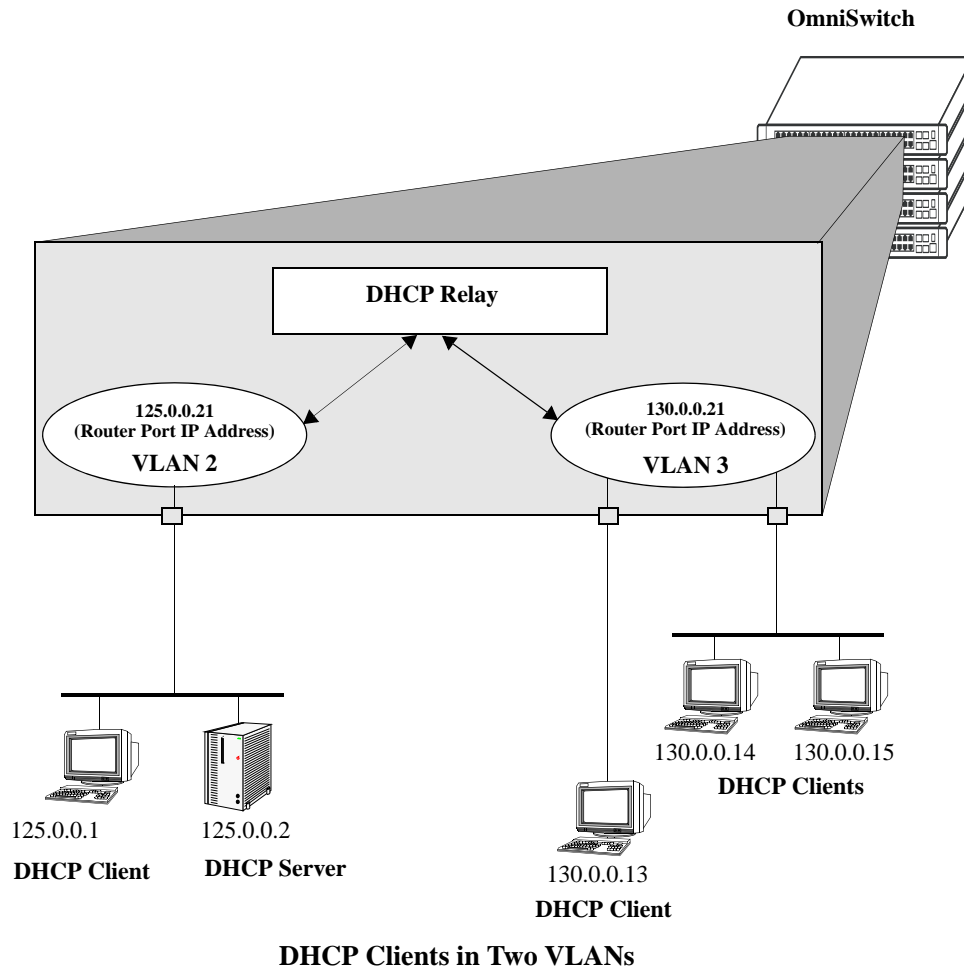 OmniSwitch
DHCP Relay
125.0.0.21
(Router Port IP Address)
VLAN 2
130.0.0.21
(Router Port IP Address)
VLAN 3
130.0.0.14
130.0.0.15
DHCP Clients
125.0.0.1
DHCP Client
125.0.0.2
DHCP Server
130.0.0.13
DHCP Client
DHCP Clients in Two VLANs